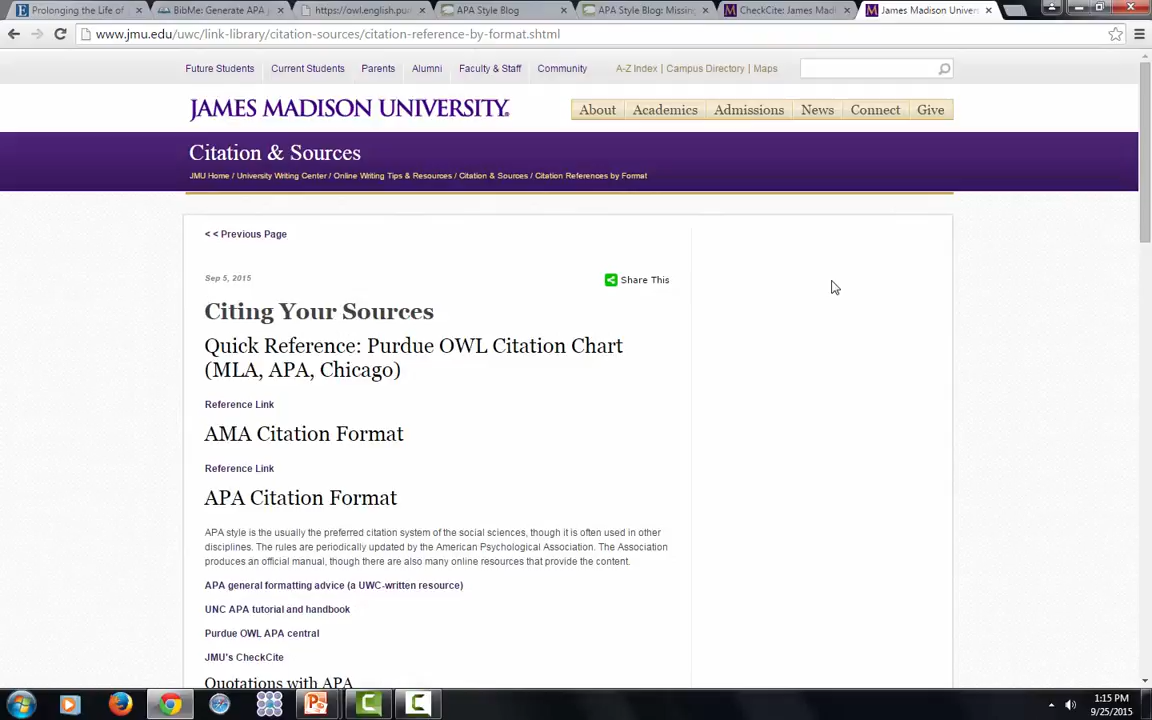 Prolonging the Life of
BibMe: Generate APA
https://owl.english.pu
APA Style Blog
APA Style Blog: Missin
CheckCite: James Madi
James Madison Univers
www.jmu.edu/uwc/link-library/citation-sources/citation-reference-by-format.shtml
Future Students Current Students Parents Alumni Faculty & Staff Community A-Z Index | Campus Directory | Maps
JAMES MADISON UNIVERSITY.
About Academics Admissions News Connect Give
Citation & Sources
JMU Home / University Writing Center / Online Writing Tips & Resources / Citation & Sources / Citation References by Format
< < Previous Page
Sep 5, 2015
Share This
Citing Your Sources
Quick Reference: Purdue OWL Citation Chart
(MLA, APA, Chicago)
Reference Link
AMA Citation Format
Reference Link
APA Citation Format
APA style is the usually the preferred citation system of the social sciences, though it is often used in other
disciplines. The rules are periodically updated by the American Psychological Association. The Association
produces an official manual, though there are also many online resources that provide the content.
APA general formatting advice (a UWC-written resource)
UNC APA tutorial and handbook
Purdue OWL APA central
JMU's CheckCite
Quotations with APA
1:15 PM
9/25/2015